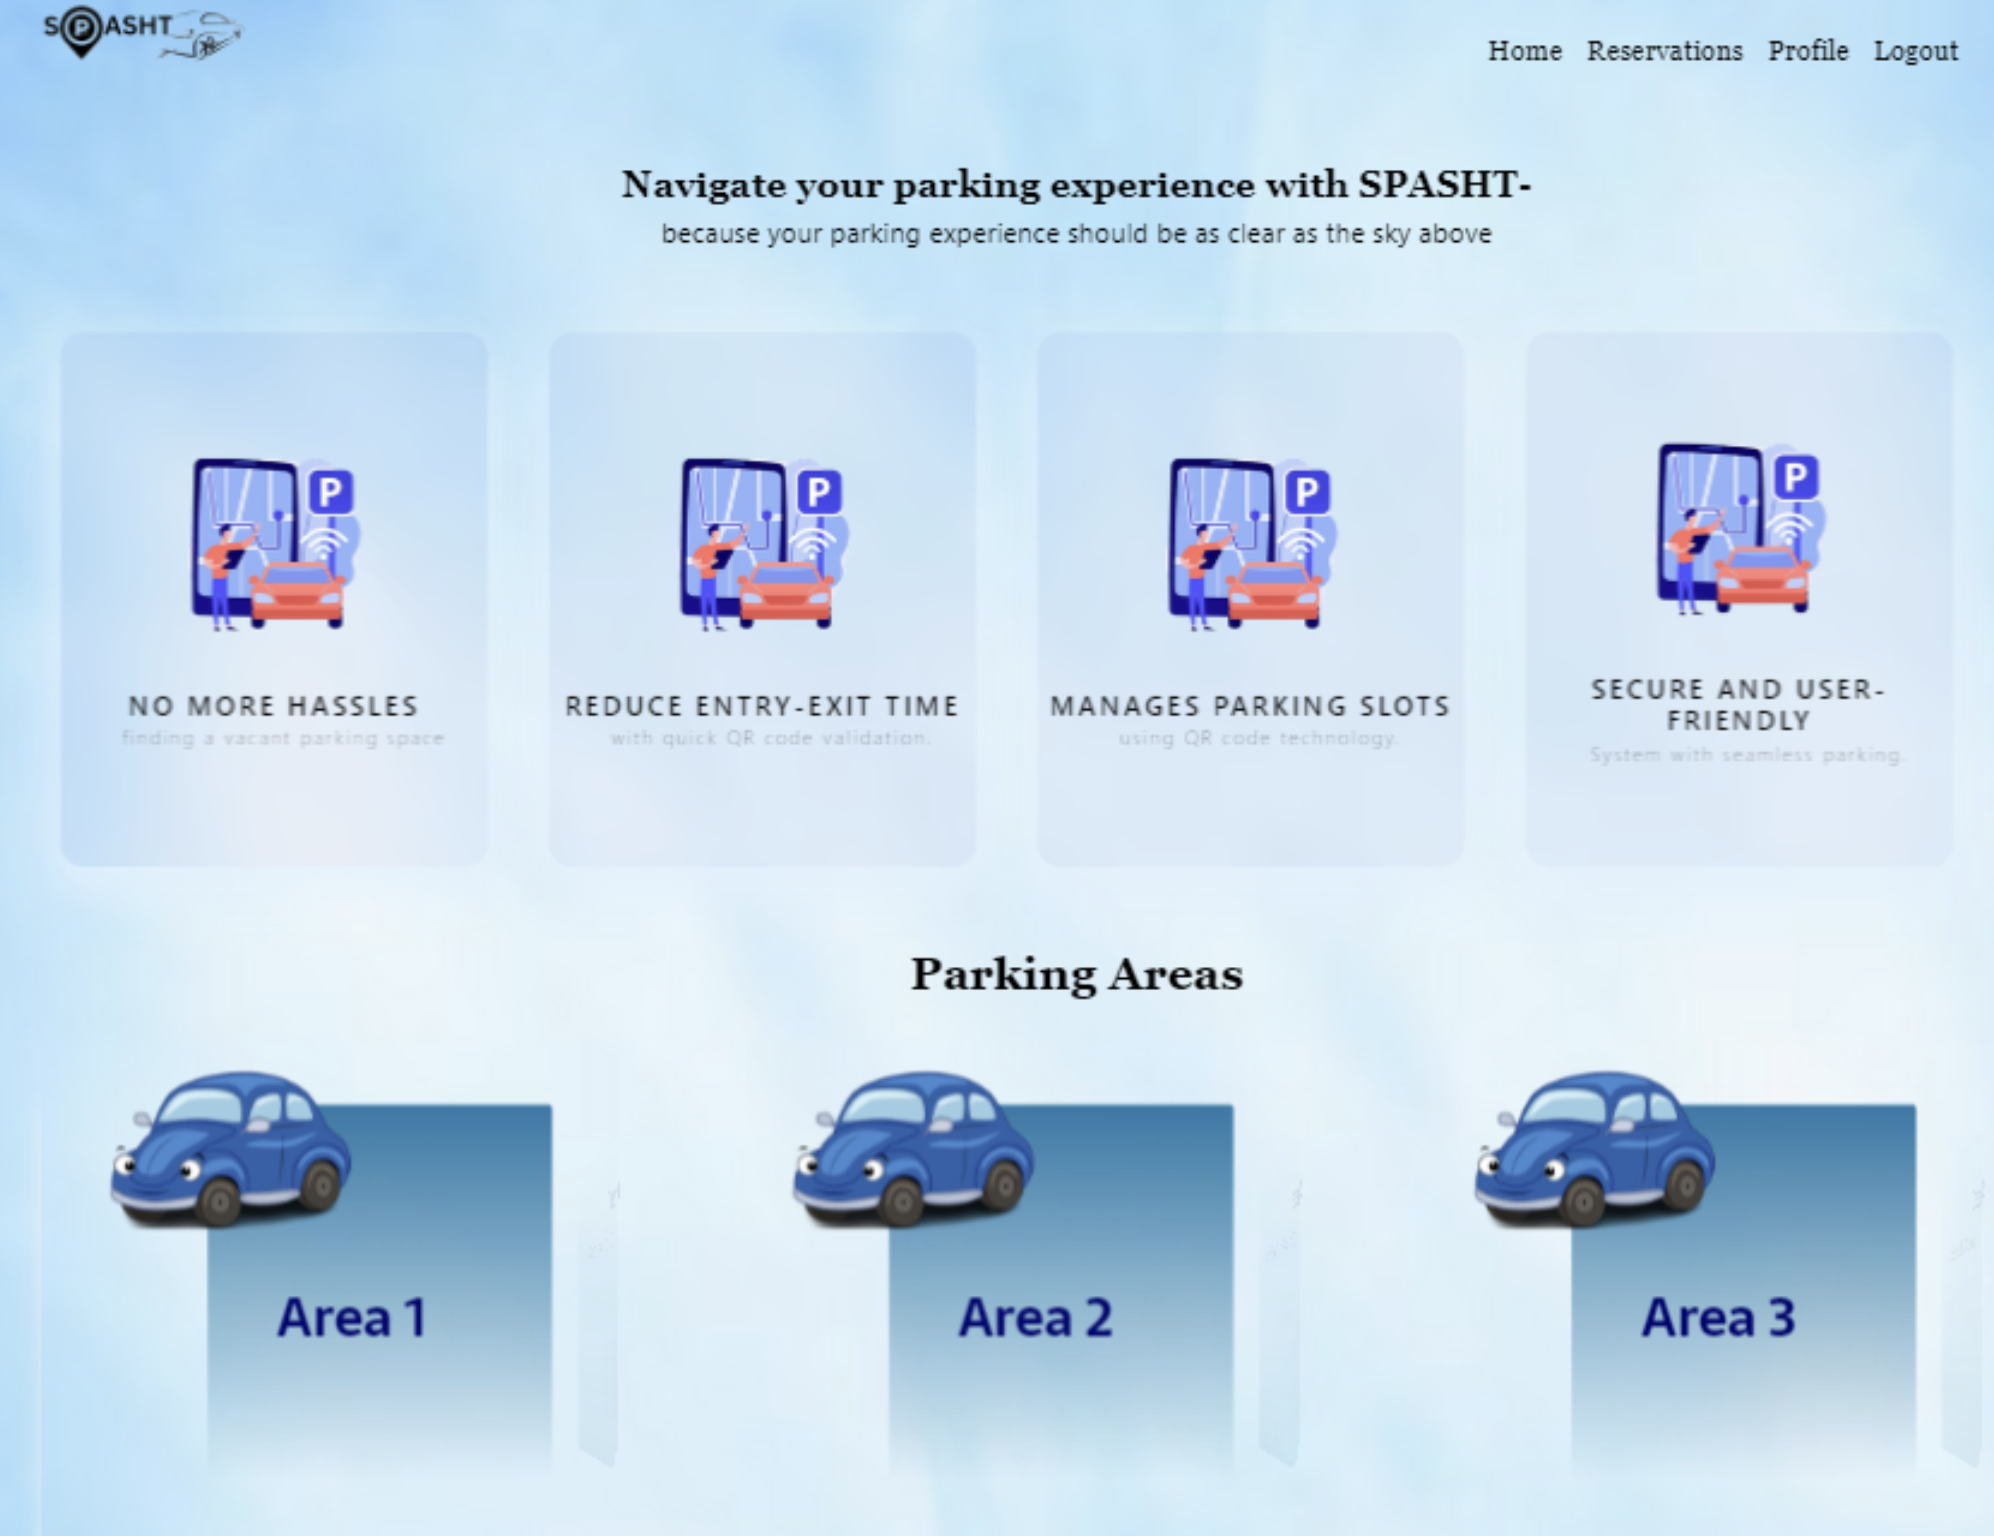 SPASHT
Home Reservations Profile Logout
Navigate your parking experience with SPASHT-
because your parking experience should be as clear as the sky above
P
P
P
P
NO MORE HASSLES
finding a vacant parking space
REDUCE ENTRY-EXIT TIME
with quick QR code validation.
MANAGES PARKING SLOTS
using QR code technology.
SECURE AND USER-
FRIENDLY
System with seamless parking.
Parking Areas
Area 1
Area 2
Area 3